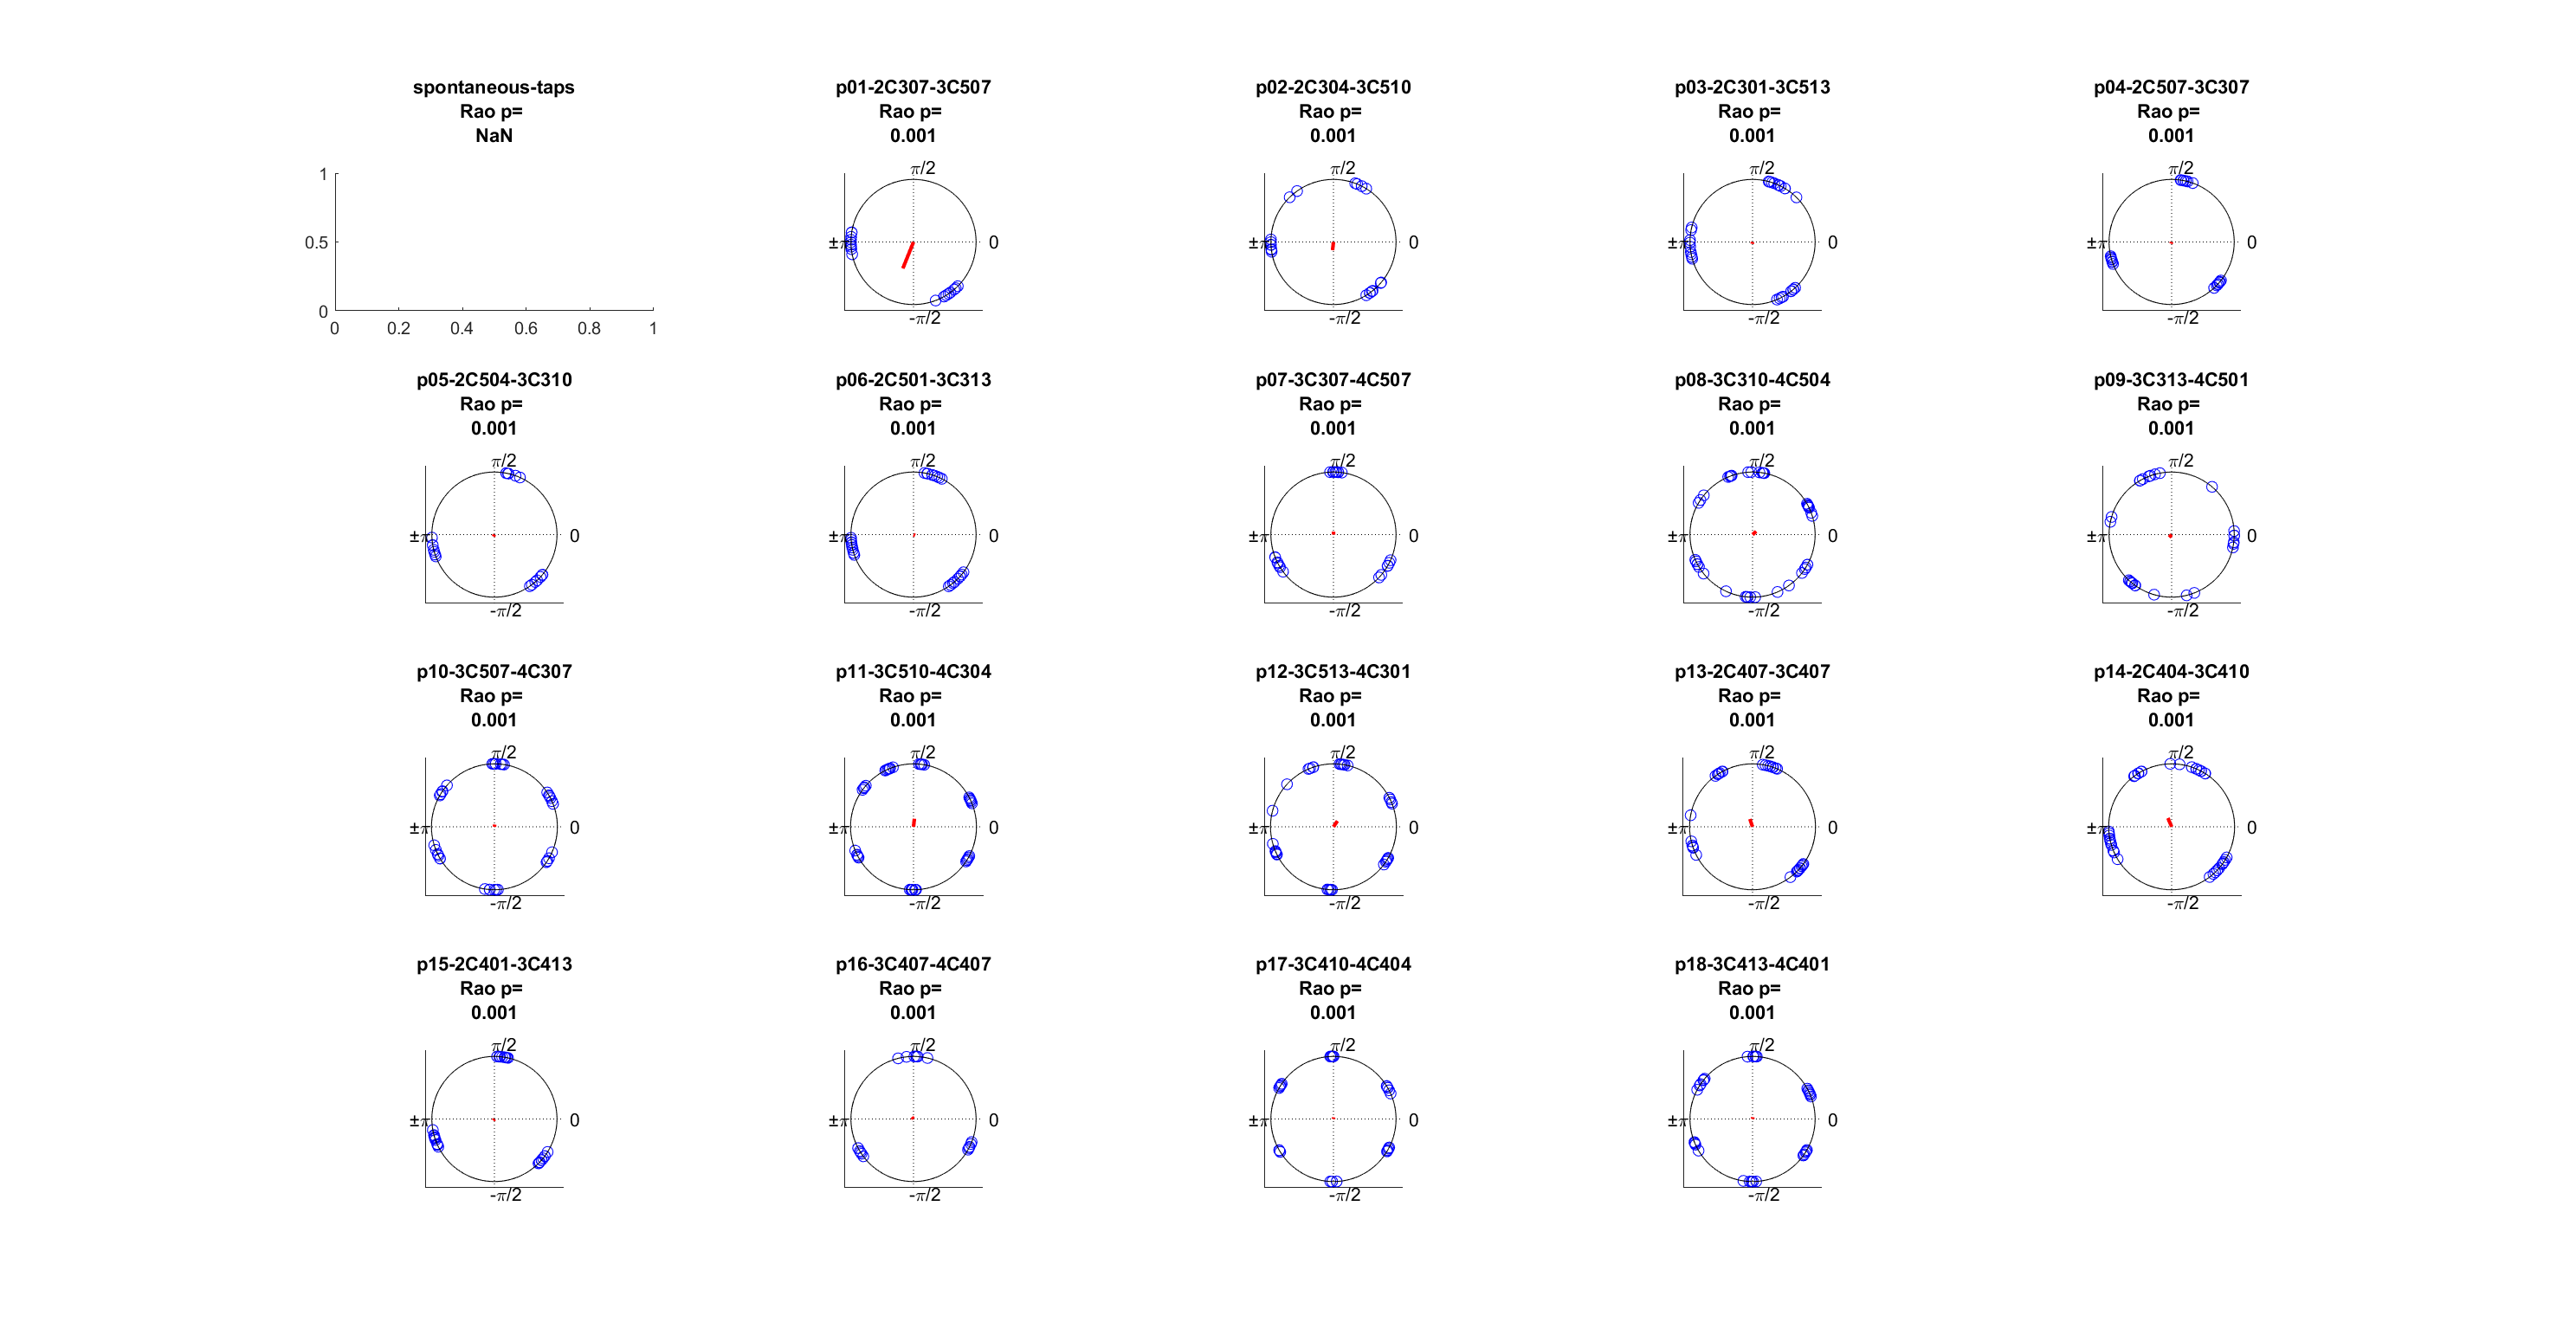 spontaneous-taps
Rao p=
NaN
1
0.5
0
0 0.2 0.4 0.6 0.8 1
p01-2C307-3C507
Rao p=
0.001
π/2
±π 0
-π/2
p02-2C304-3C510
Rao p=
0.001
π/2
±π 0
-π/2
p03-2C301-3C513
Rao p=
0.001
π/2
±π 0
-π/2
p04-2C507-3C307
Rao p=
0.001
π/2
±π 0
-π/2
p05-2C504-3C310
Rao p=
0.001
π/2
±π 0
-π/2
p06-2C501-3C313
Rao p=
0.001
π/2
±π 0
-π/2
p07-3C307-4C507
Rao p=
0.001
π/2
±π 0
-π/2
p08-3C310-4C504
Rao p=
0.001
π/2
±π 0
-π/2
p09-3C313-4C501
Rao p=
0.001
π/2
±π 0
-π/2
p10-3C507-4C307
Rao p=
0.001
π/2
±π 0
-π/2
p11-3C510-4C304
Rao p=
0.001
π/2
±π 0
-π/2
p12-3C513-4C301
Rao p=
0.001
π/2
±π 0
-π/2
p13-2C407-3C407
Rao p=
0.001
π/2
±π 0
-π/2
p14-2C404-3C410
Rao p=
0.001
π/2
±π 0
-π/2
p15-2C401-3C413
Rao p=
0.001
π/2
±π 0
-π/2
p16-3C407-4C407
Rao p=
0.001
π/2
±π 0
-π/2
p17-3C410-4C404
Rao p=
0.001
π/2
±π 0
-π/2
p18-3C413-4C401
Rao p=
0.001
π/2
±π 0
-π/2